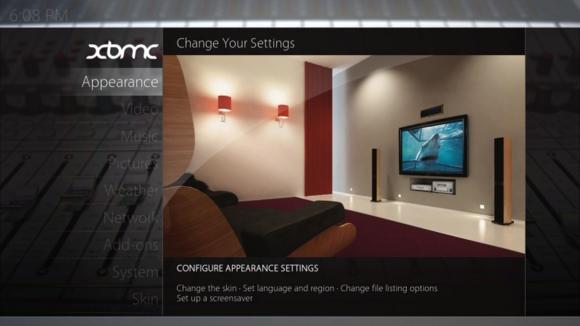 6:08 PM
xbmc
Change Your Settings
Appearance
Video
Music
Pictures
Weather
Network
Add-ons
System
Skin
CONFIGURE APPEARANCE SETTINGS
Change the skin · Set language and region · Change file listing options
Set up a screensaver